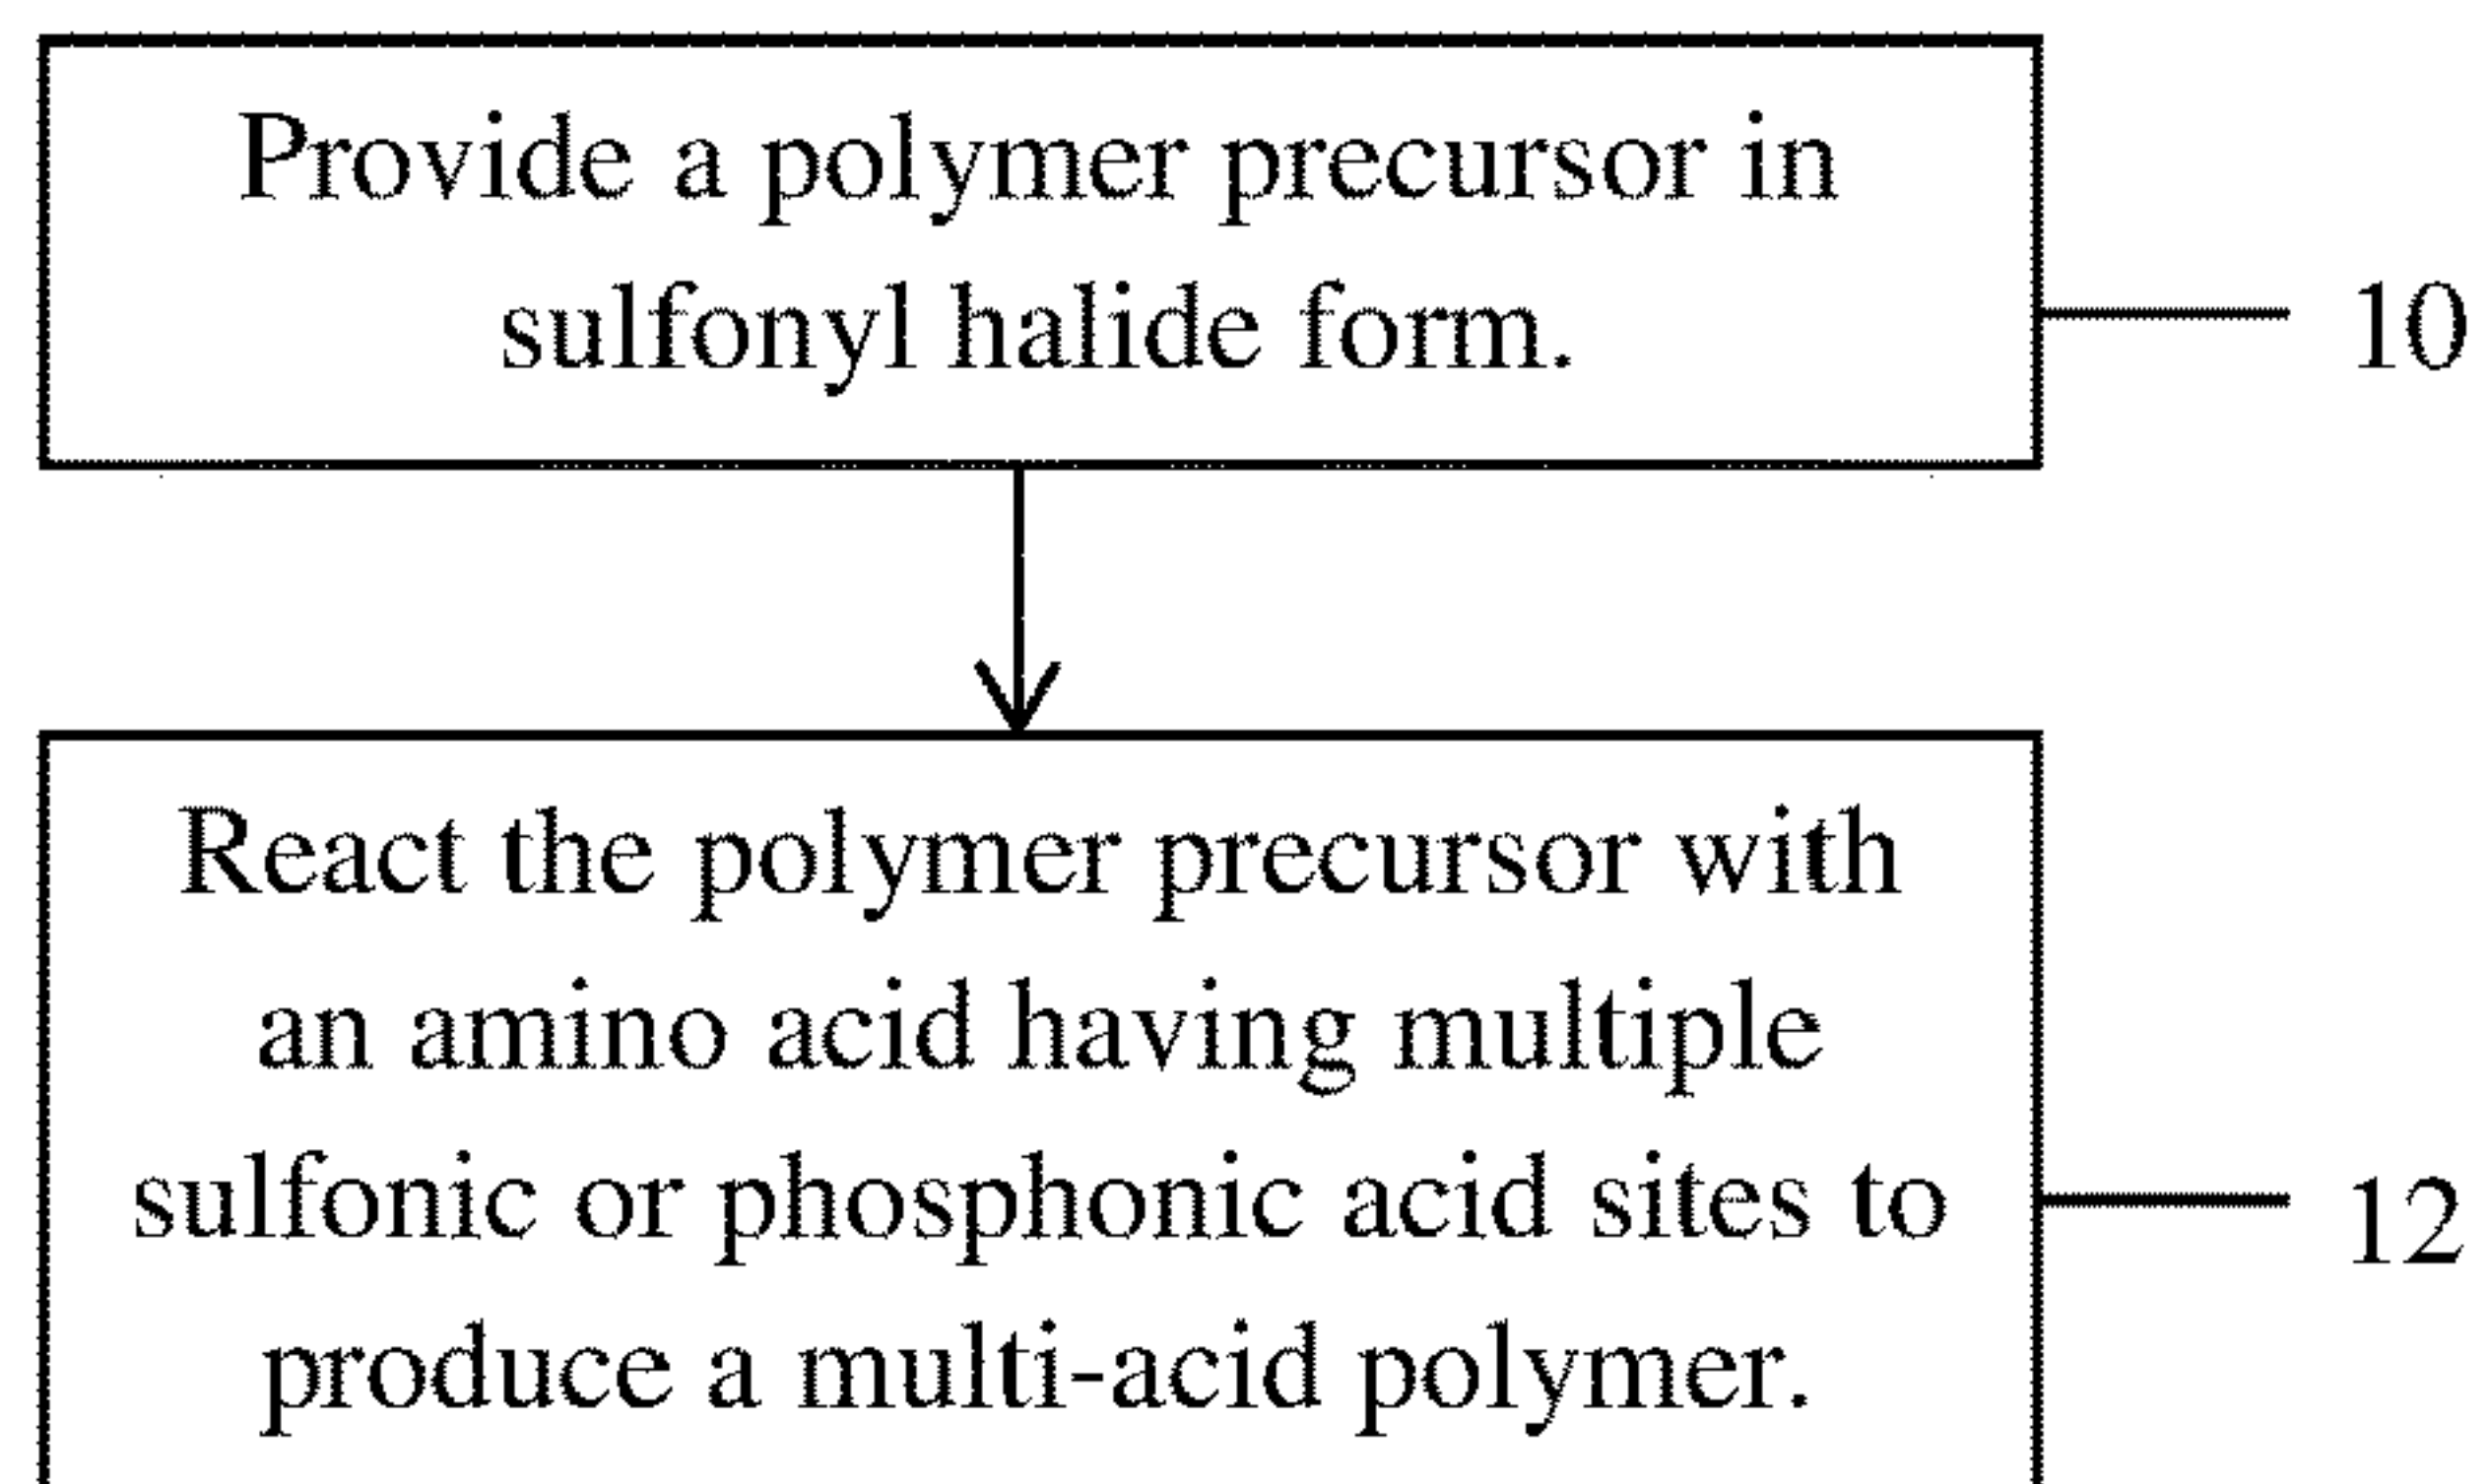 Provide a polymer precursor in
sulfonyl halide form.
10
React the polymer precursor with
an amino acid having multiple
sulfonic or phosphonic acid sites to
12
produce a multi-acid polymer.